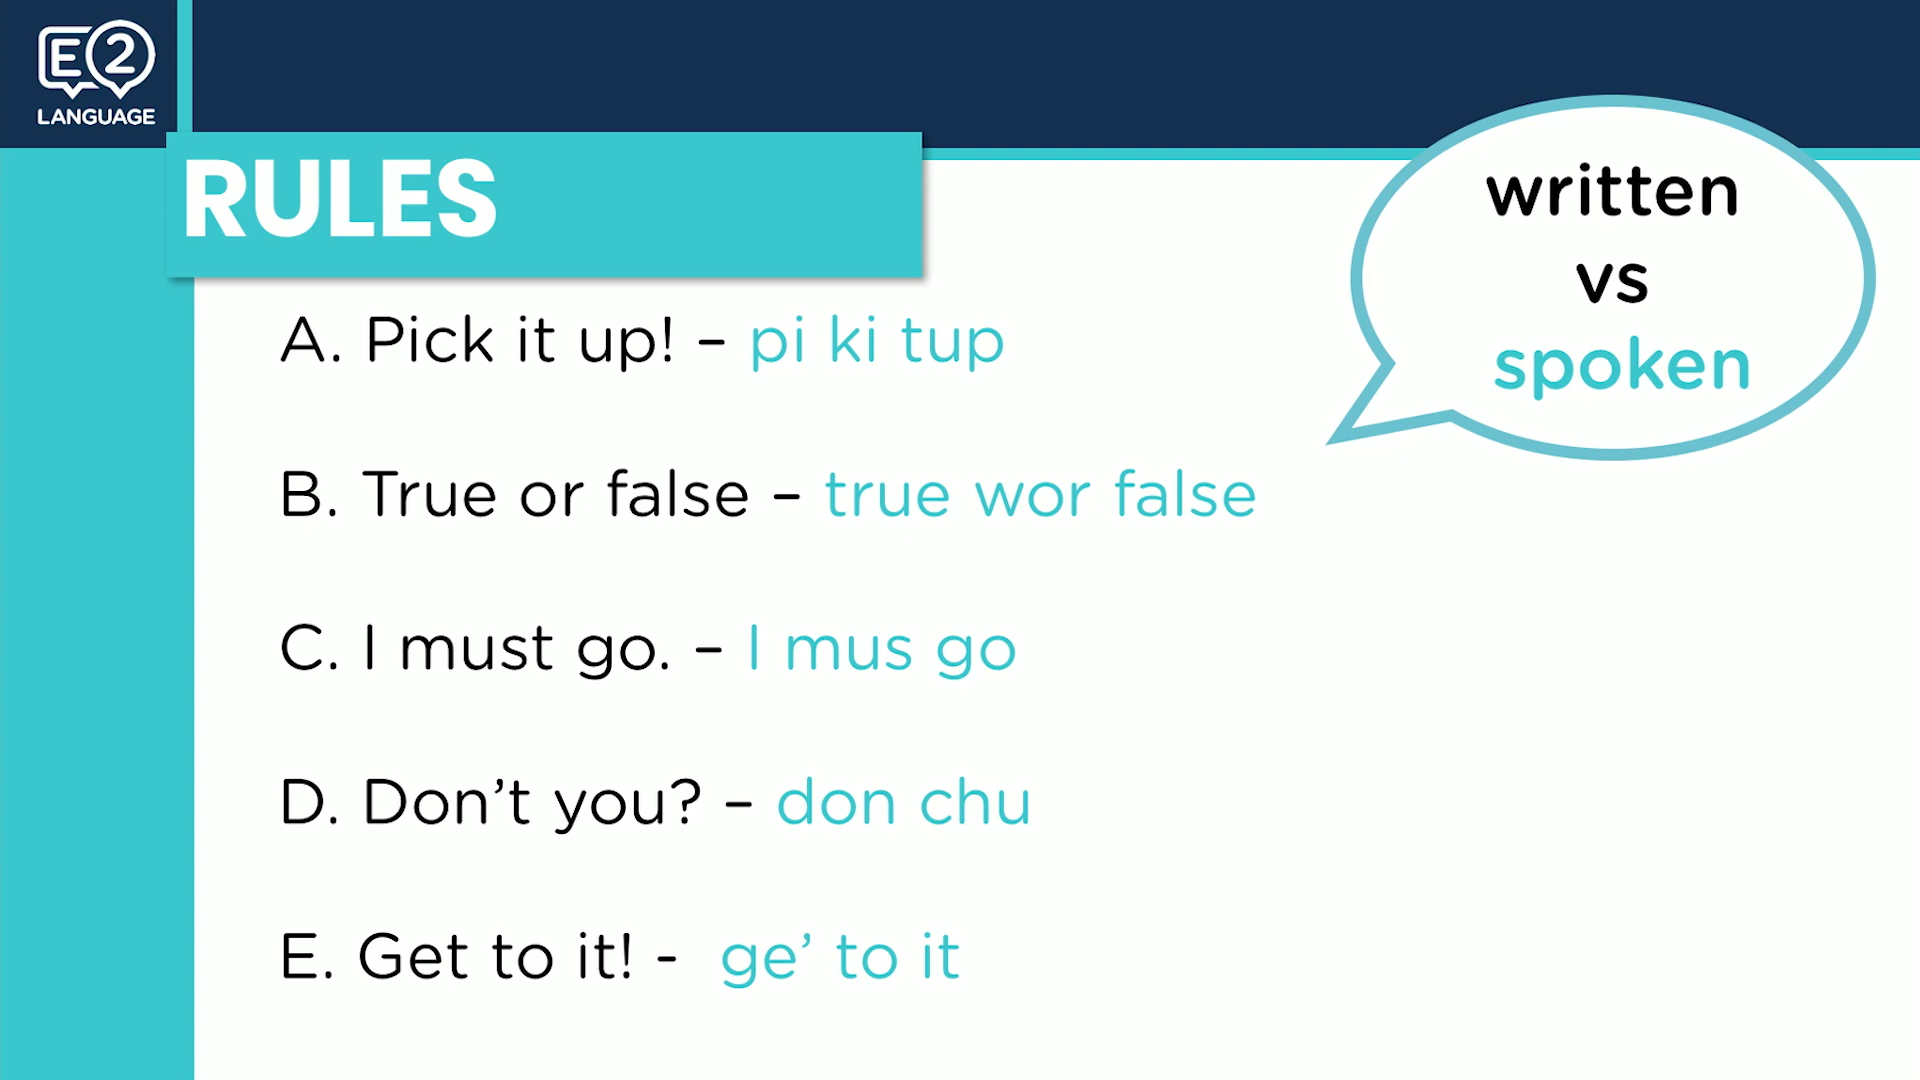 E2
LANGUAGE
RULES
written
vs
spoken
A. Pick it up! – pi ki tup
B. True or false – true wor false
C. I must go. – I mus go
D. Don’t you? – don chu
E. Get to it! - ge’ to it